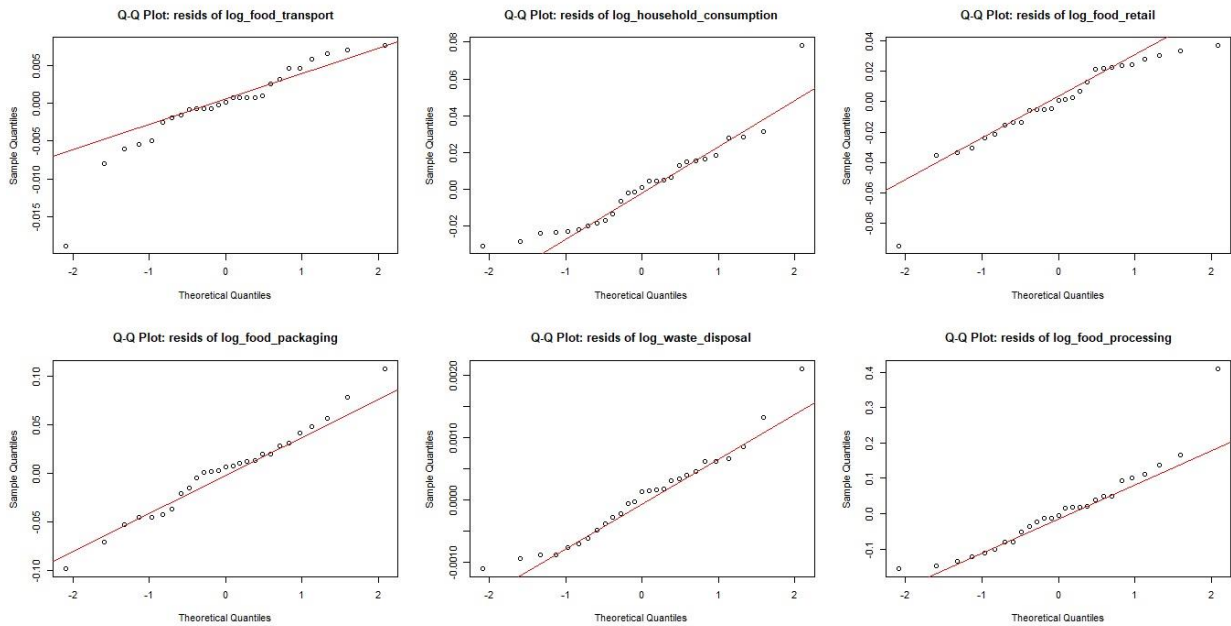 Q-Q Plot: resids of log_food_transport
Sample Quantiles
0.005
0.000
-0.005
-0.010
-0.015
-2 -1 0 1 2
Theoretical Quantiles
Q-Q Plot: resids of log_household_consumption
Sample Quantiles
0.08
0.06
0.04
0.02
0.00
-0.02
-2 -1 0 1 2
Theoretical Quantiles
Q-Q Plot: resids of log_food_retail
Sample Quantiles
0.04
0.02
0.00
-0.02
-0.04
-0.06
-0.08
-2 -1 0 1 2
Theoretical Quantiles
Q-Q Plot: resids of log_food_packaging
Sample Quantiles
0.10
0.05
0.00
-0.05
-0.10
-2 -1 0 1 2
Theoretical Quantiles
Q-Q Plot: resids of log_waste_disposal
Sample Quantiles
0.0020
0.0010
0.0000
-0.0010
-2 -1 0 1 2
Theoretical Quantiles
Q-Q Plot: resids of log_food_processing
Sample Quantiles
0.4
0.3
0.2
0.1
0.0
-0.1
-2 -1 0 1 2
Theoretical Quantiles